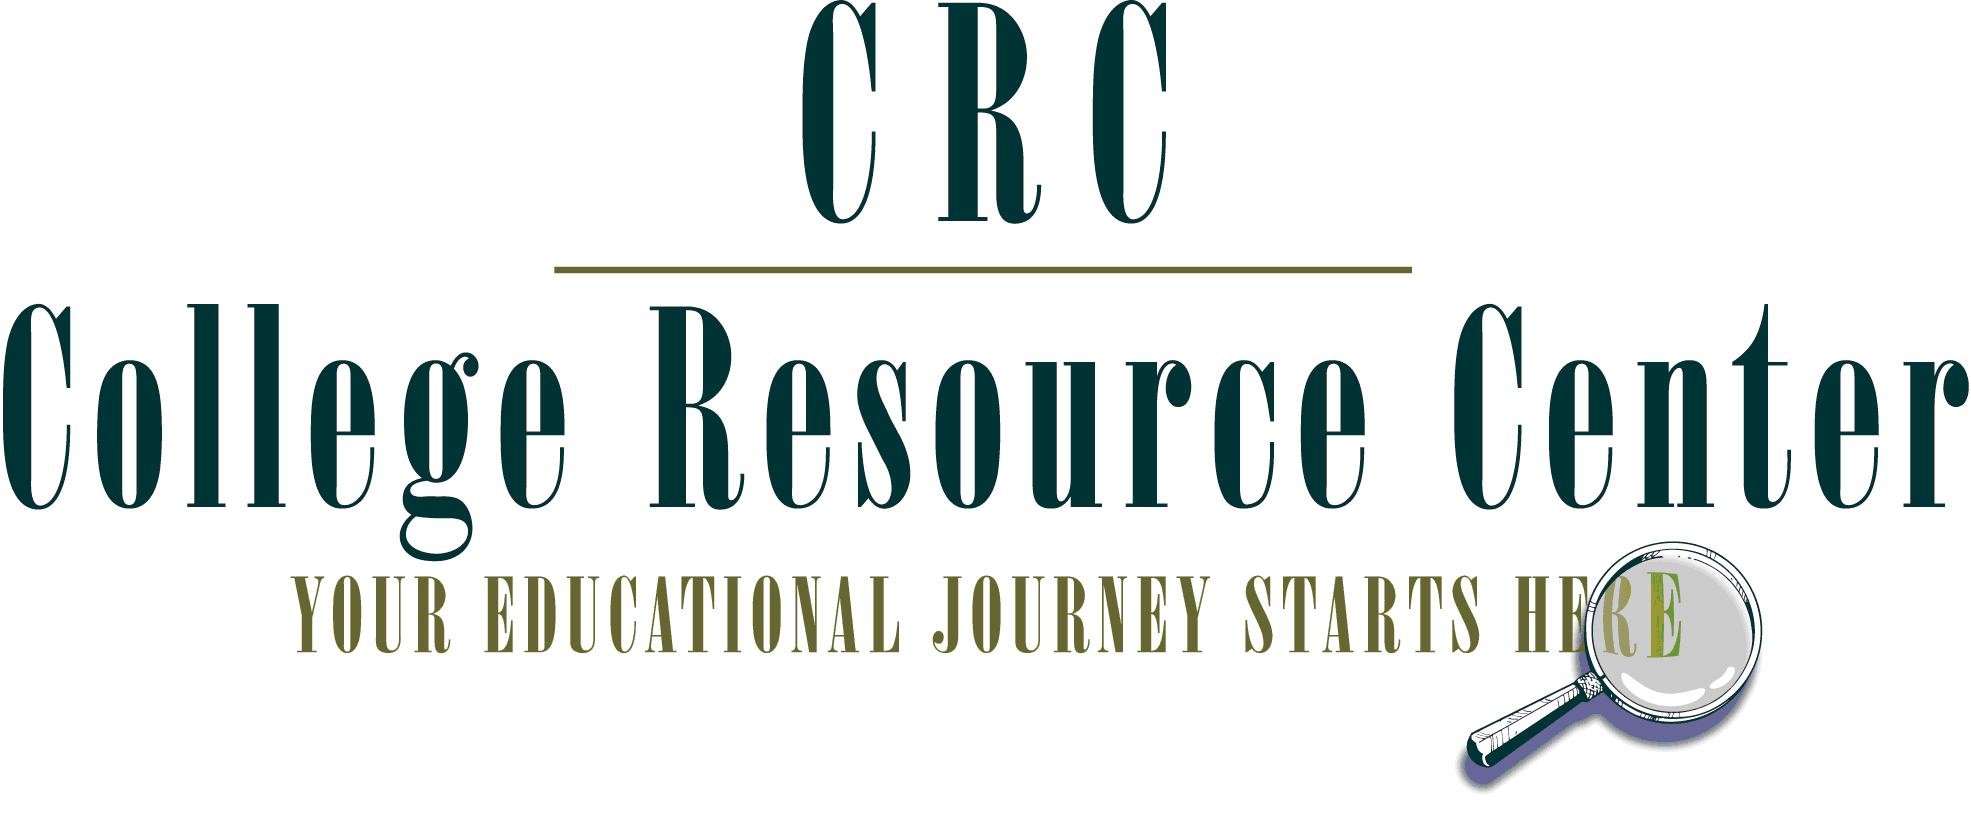 CRC
College Resource Center
YOUR EDUCATIONAL JOURNEY STARTS HERE